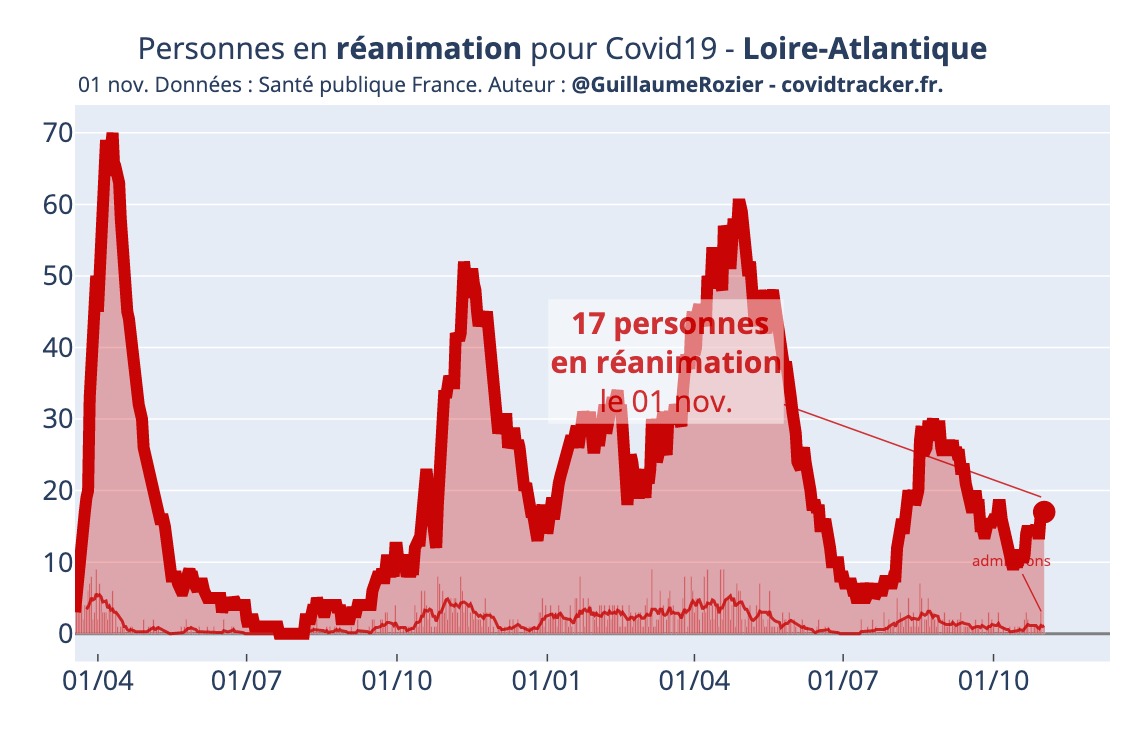 Personnes en réanimation pour Covid19 - Loire-Atlantique
01 nov. Données : Santé publique France. Auteur : @GuillaumeRozier - covidtracker.fr.
70
60
50
40
30
20
10
0
17 personnes
en réanimation
le 01 nov.
admissions
01/04 01/07 01/10 01/01 01/04 01/07 01/10